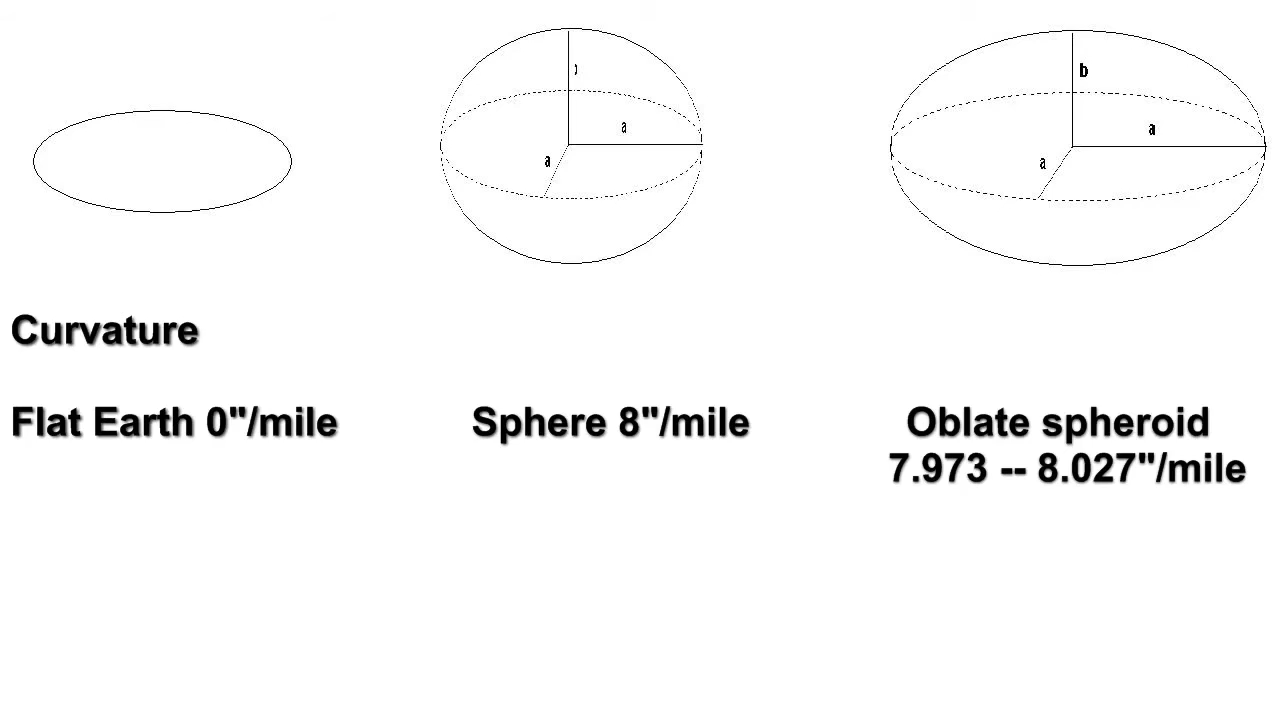 a
a
b
a
a
Curvature
Flat Earth 0"/mile
Sphere 8"/mile
Oblate spheroid
7.973 -- 8.027"/mile